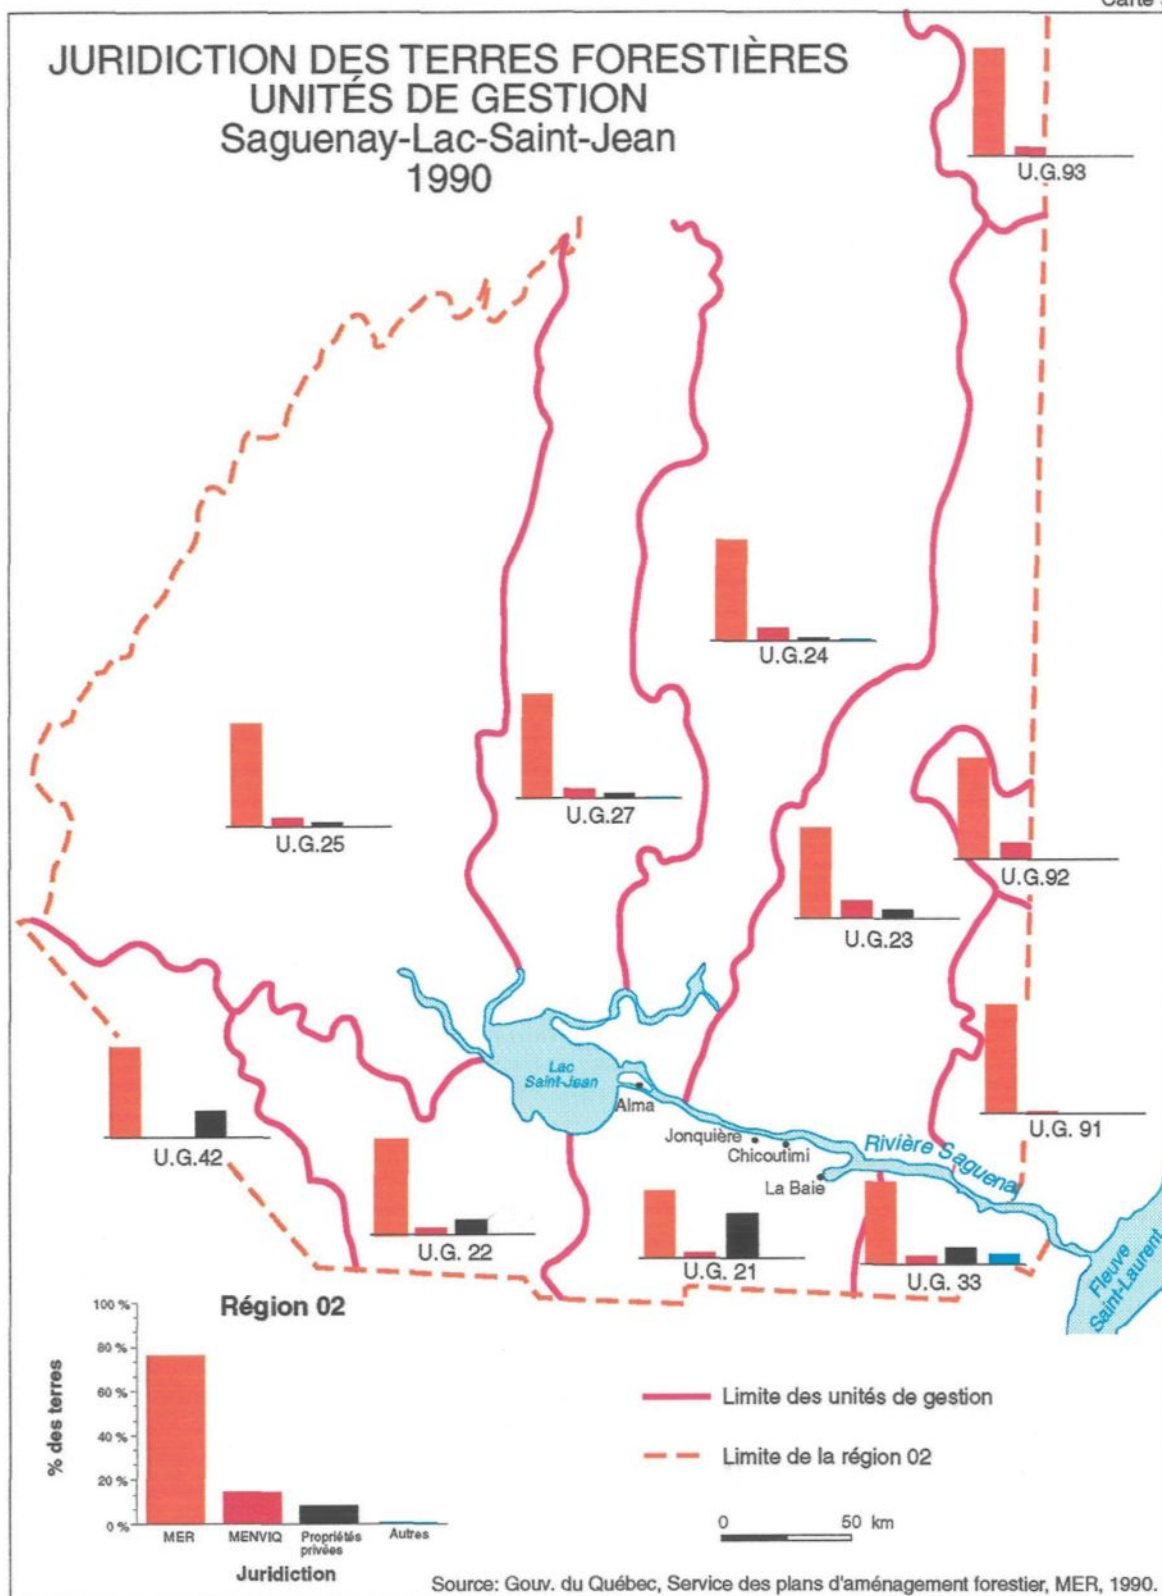 Carte
JURIDICTION DES TERRES FORESTIÈRES
UNITÉS DE GESTION
Saguenay-Lac-Saint-Jean
1990
U.G.93
U.G.24
U.G.27
U.G.25
U.G.92
U.G.23
Lac
Saint-Jean
Alma
U.G. 91
Jonquière
Chicoutimi
Rivière Saguenay
U.G.42
La Baie
U.G. 22
U.G. 21
U.G. 33
Fleuve
Saint-Laurent
Région 02
100 %
80 %
60 %
40 %
20 %
0 %
% des terres
MER
MENVIQ
Propriétés
privées
Autres
Juridiction
Limite des unités de gestion
Limite de la région 02
0 50 km
Source: Gouv. du Québec, Service des plans d'aménagement forestier, MER, 1990